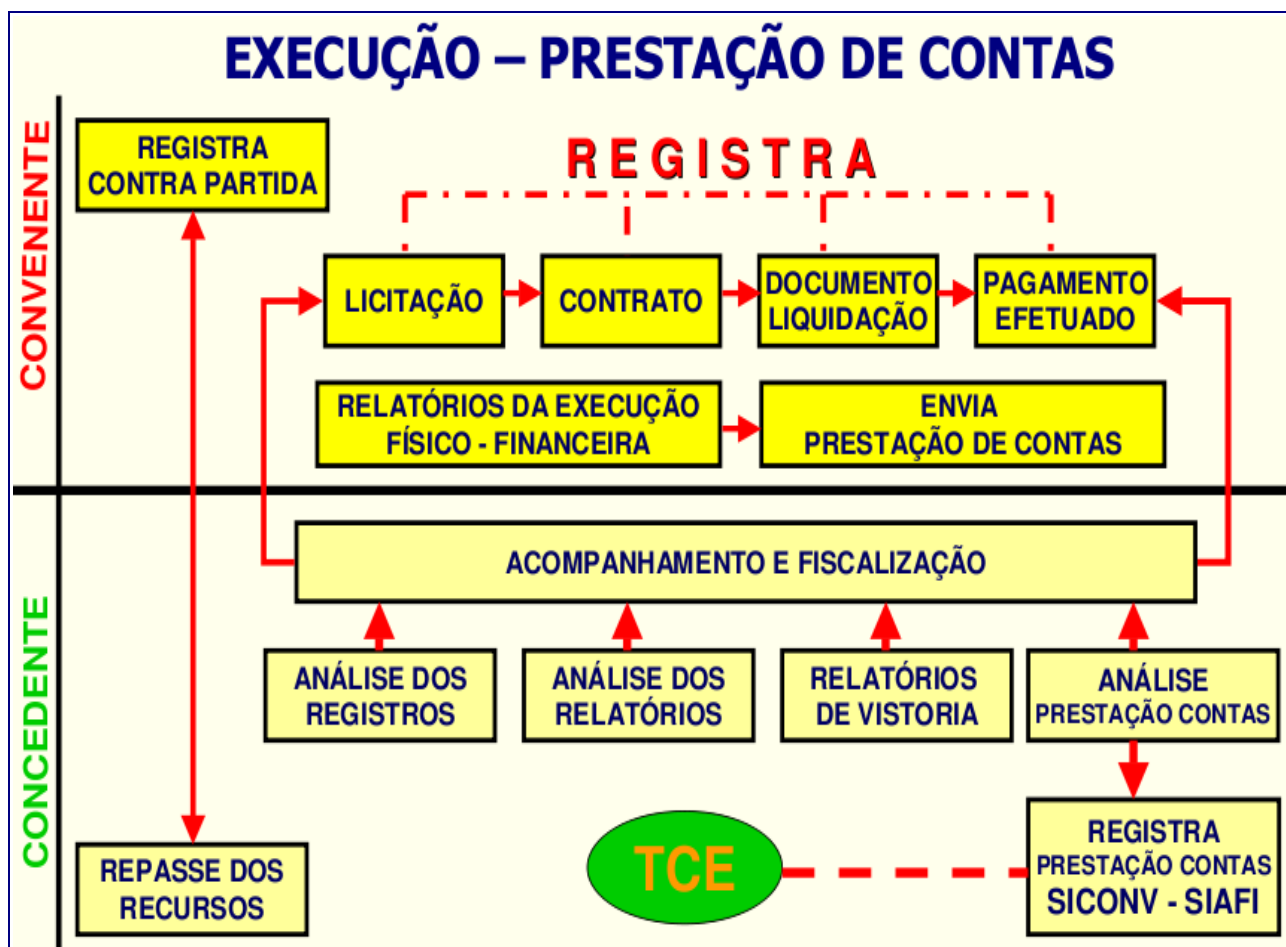 EXECUÇÃO – PRESTAÇÃO DE CONTAS
CONVENENTE
REGISTRA
CONTRA PARTIDA
REGISTRA
LICITAÇÃO
CONTRATO
DOCUMENTO
LIQUIDAÇÃO
PAGAMENTO
EFETUADO
RELATÓRIOS DA EXECUÇÃO
FÍSICO - FINANCEIRA
ENVIA
PRESTAÇÃO DE CONTAS
CONCEDENTE
ACOMPANHAMENTO E FISCALIZAÇÃO
ANÁLISE DOS
REGISTROS
ANÁLISE DOS
RELATÓRIOS
RELATÓRIOS
DE VISTORIA
ANÁLISE
PRESTAÇÃO CONTAS
REPASSE DOS
RECURSOS
TCE
REGISTRA
PRESTAÇÃO CONTAS
SICONV - SIAFI